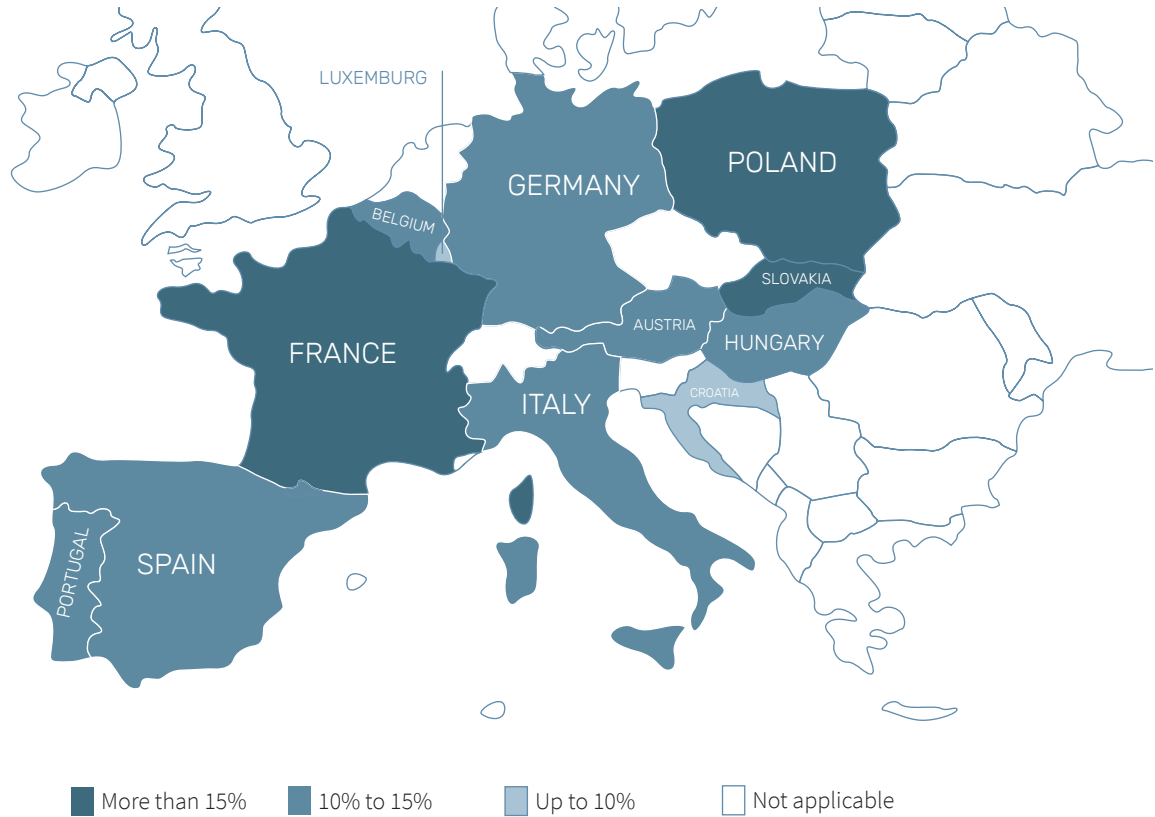 LUXEMBURG
POLAND
GERMANY
BELGIUM
SLOVAKIA
AUSTRIA
HUNGARY
FRANCE
CROATIA
ITALY
PORTUGAL
SPAIN
More than 15%
10% to 15%
Up to 10%
Not applicable